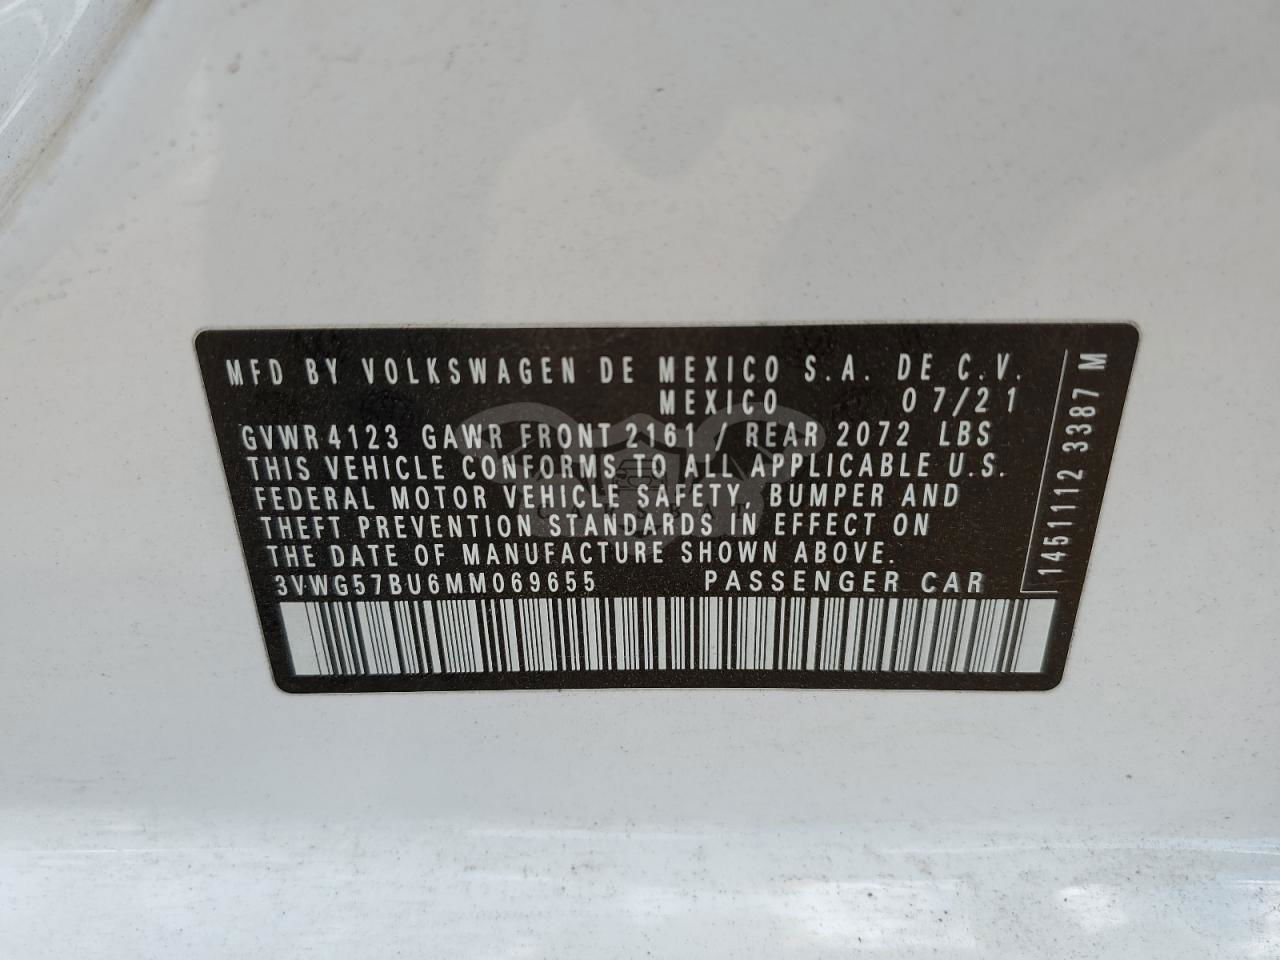 MFD BY VOLKSWAGEN DE MEXICO S.A. DE C.V.
MEXICO 07/21
GVWR 4123 GAWR FRONT 2161 / REAR 2072 LBS
THIS VEHICLE CONFORMS TO ALL APPLICABLE U.S.
FEDERAL MOTOR VEHICLE SAFETY, BUMPER AND
THEFT PREVENTION STANDARDS IN EFFECT ON
THE DATE OF MANUFACTURE SHOWN ABOVE.
3VWG57BU6MM069655 PASSENGER CAR
1451112 3387 M